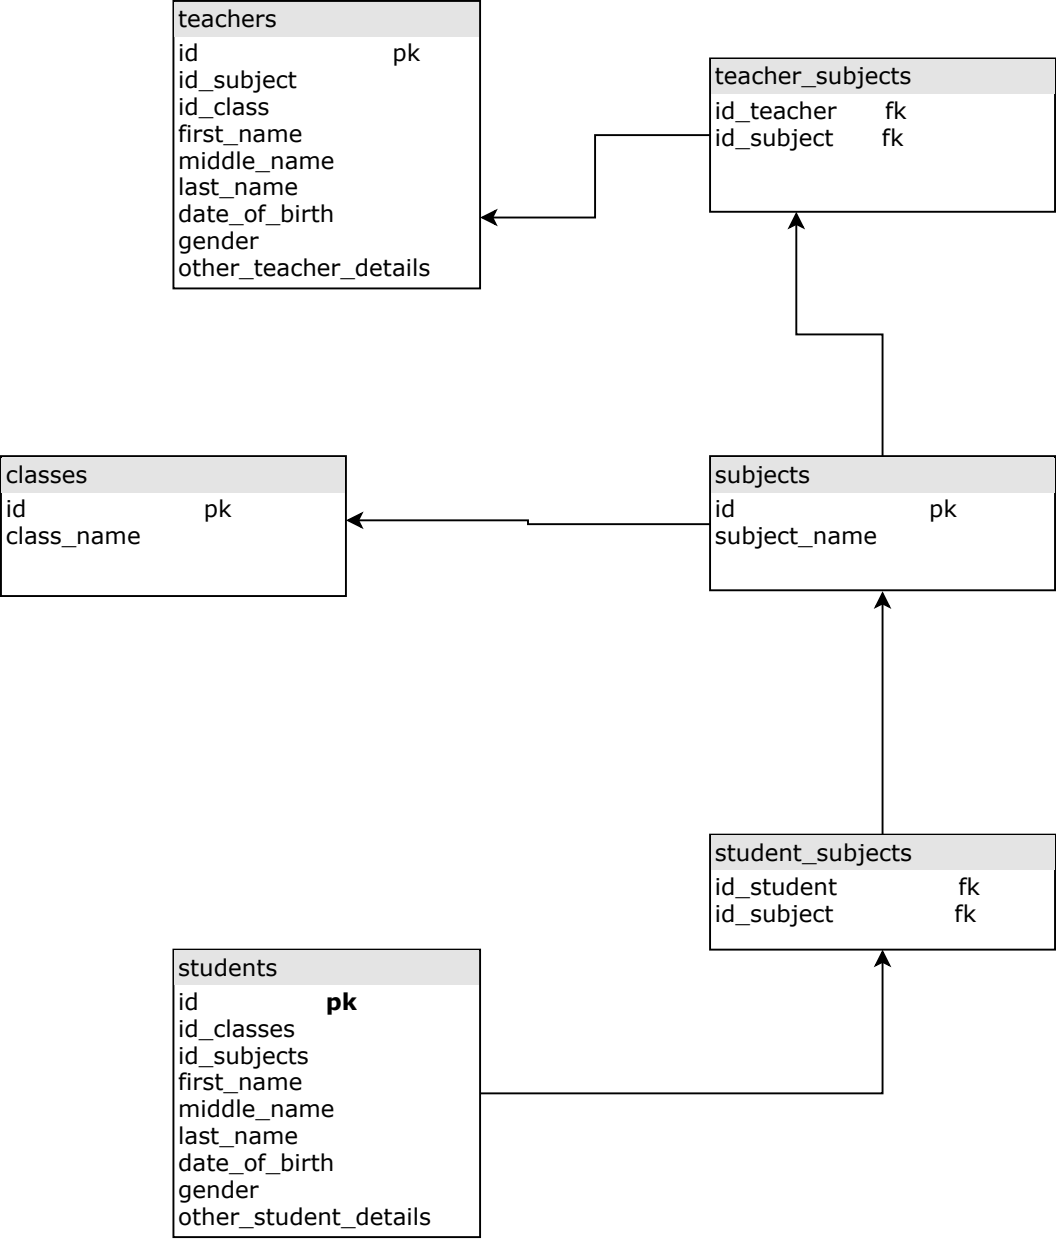 teachers
id pk
id_subject
id_class
first_name
middle_name
last_name
date_of_birth
gender
other_teacher_details
teacher_subjects
id_teacher fk
id_subject fk
classes
id pk
class_name
subjects
id pk
subject_name
student_subjects
id_student fk
id_subject fk
students
id pk
id_classes
id_subjects
first_name
middle_name
last_name
date_of_birth
gender
other_student_details